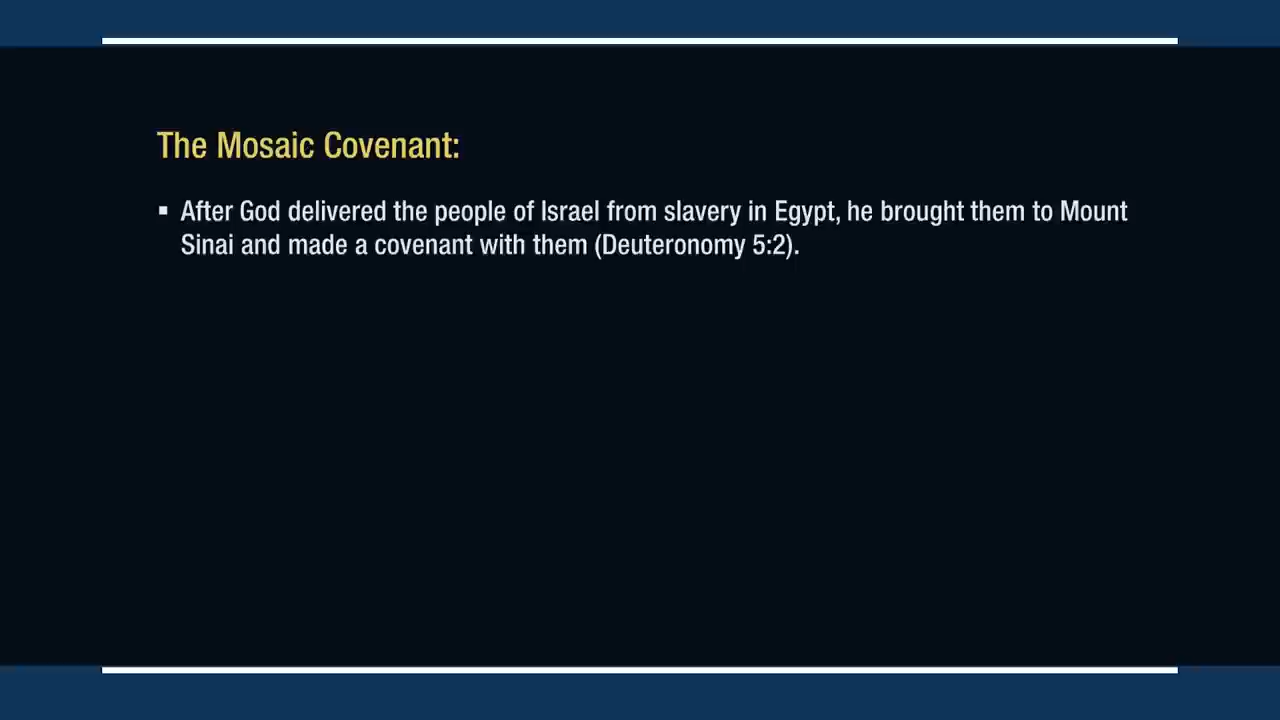 The Mosaic Covenant:
▪ After God delivered the people of Israel from slavery in Egypt, he brought them to Mount
Sinai and made a covenant with them (Deuteronomy 5:2).